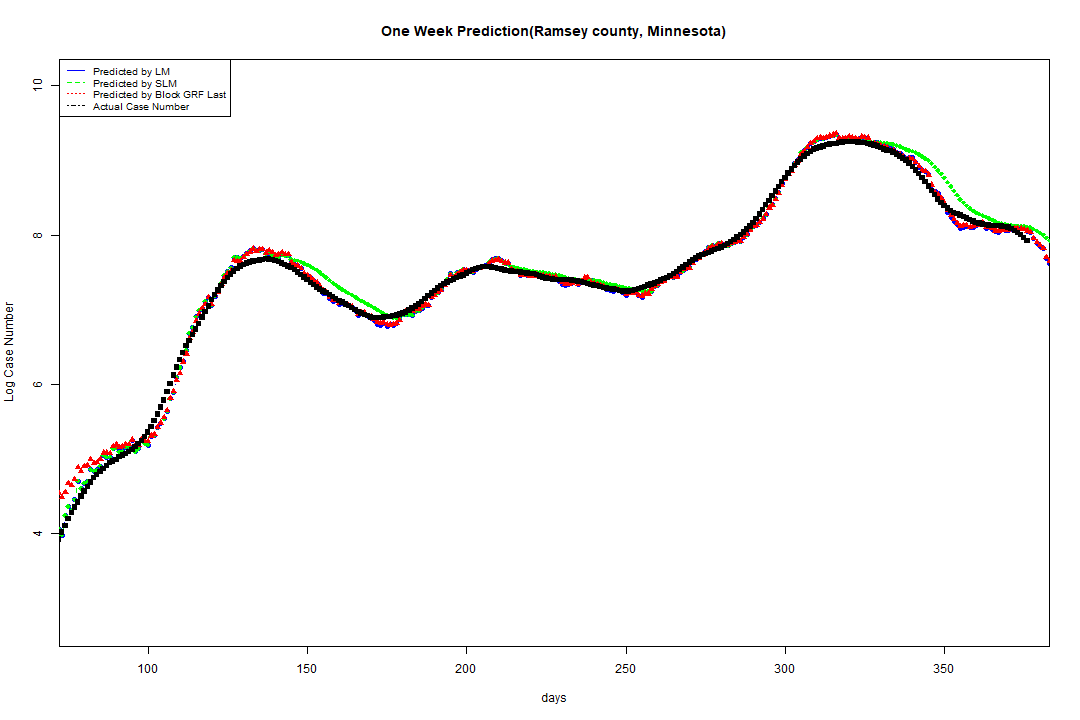 One Week Prediction(Ramsey county, Minnesota)
Predicted by LM
Predicted by SLM
Predicted by Block GRF Last
Actual Case Number
10
8
6
4
Log Case Number
100 150 200 250 300 350
days